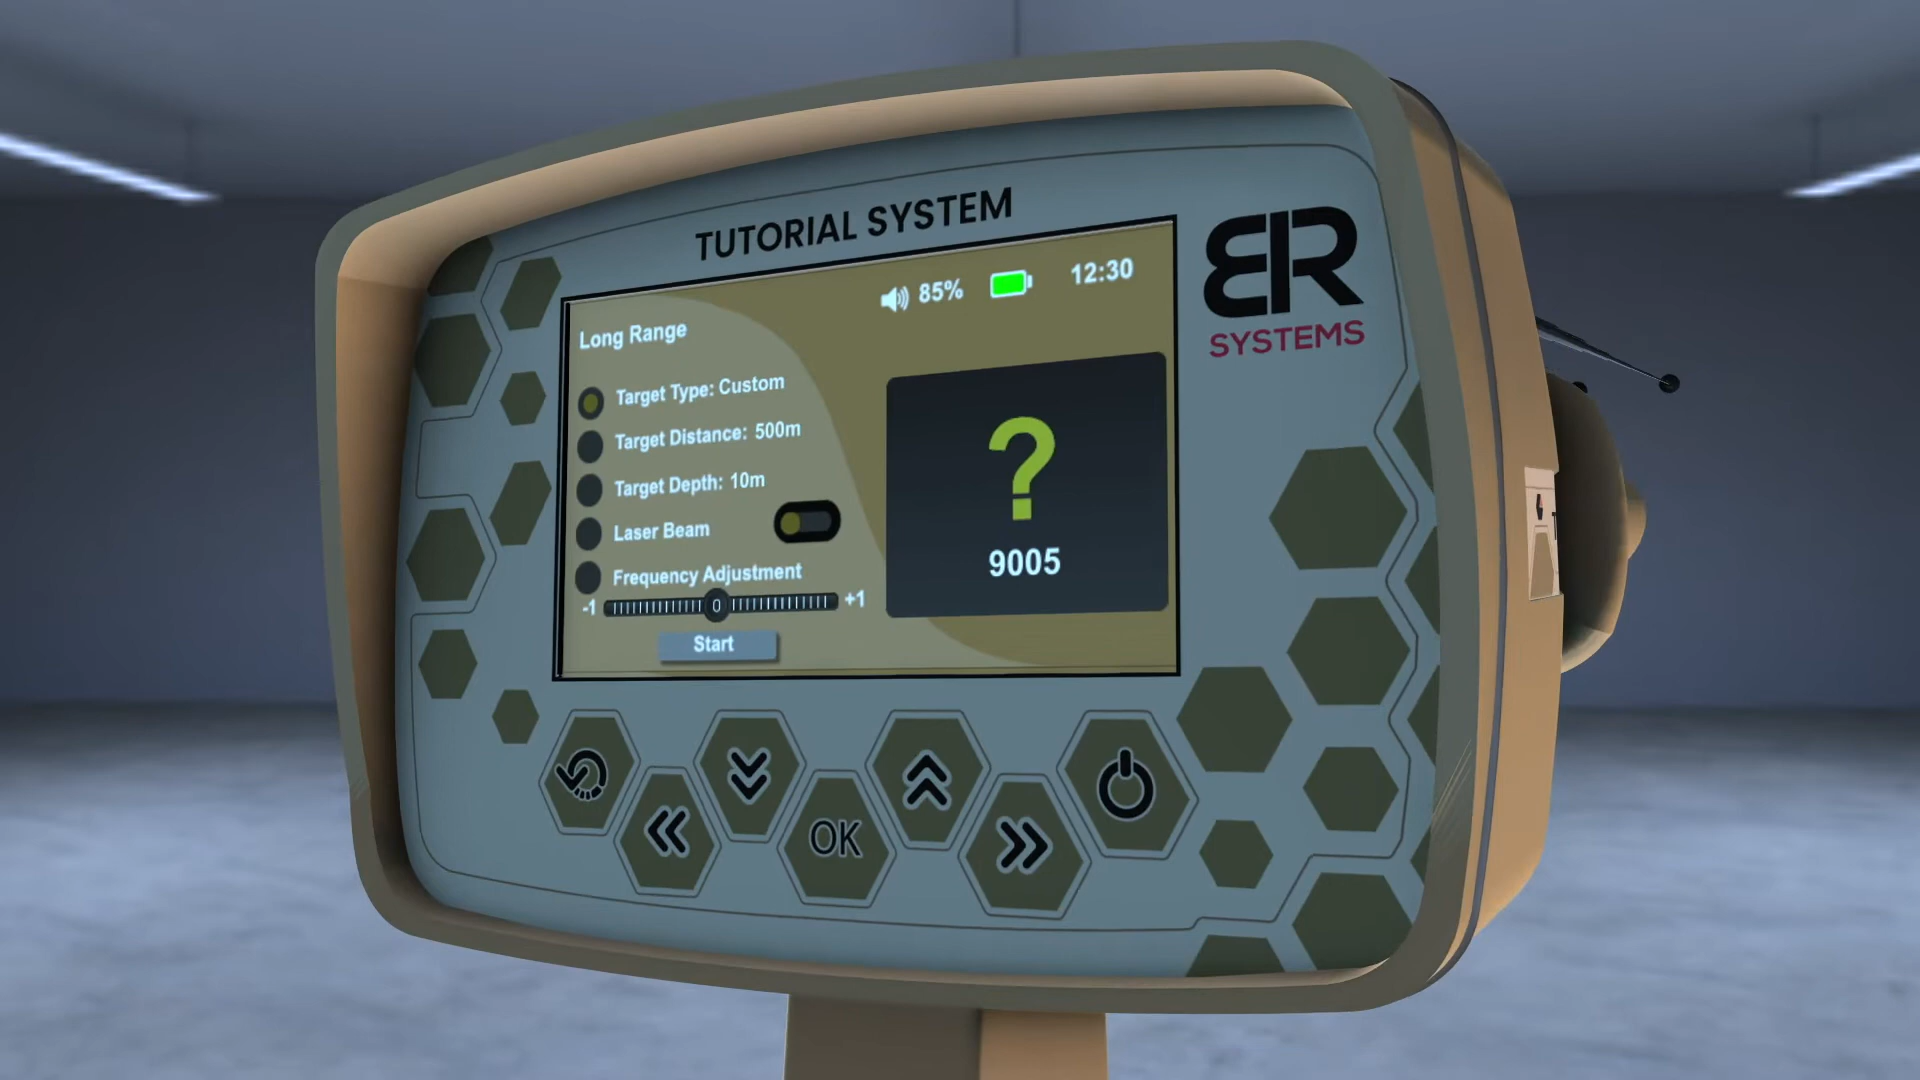 TUTORIAL SYSTEM
BR
SYSTEMS
85%
12:30
Long Range
Target Type: Custom
Target Distance: 500m
Target Depth: 10m
Laser Beam
Frequency Adjustment
-1
0
+1
Start
?
9005
OK